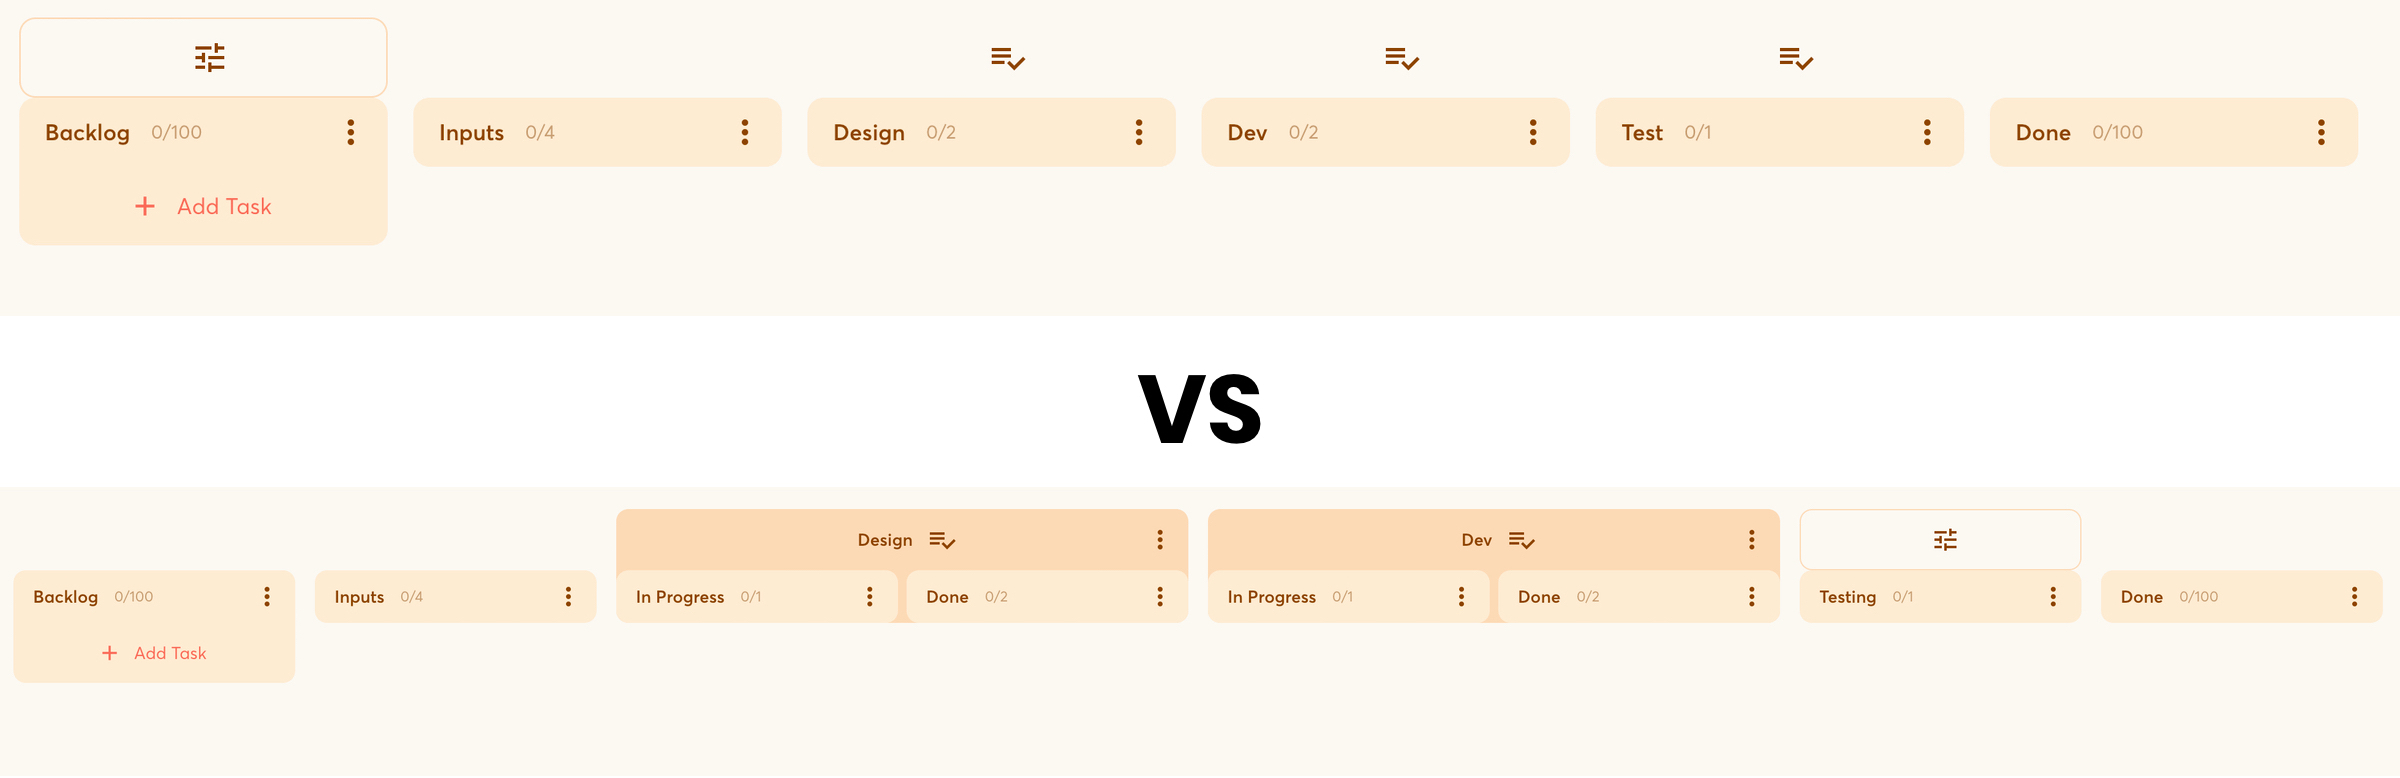 Backlog 0/100 Inputs 0/4 Design 0/2 Dev 0/2 Test 0/1 Done 0/100
+ Add Task
VS
Design Dev
Backlog 0/100 Inputs 0/4 In Progress 0/1 Done 0/2 In Progress 0/1 Done 0/2 Testing 0/1 Done 0/100
+ Add Task